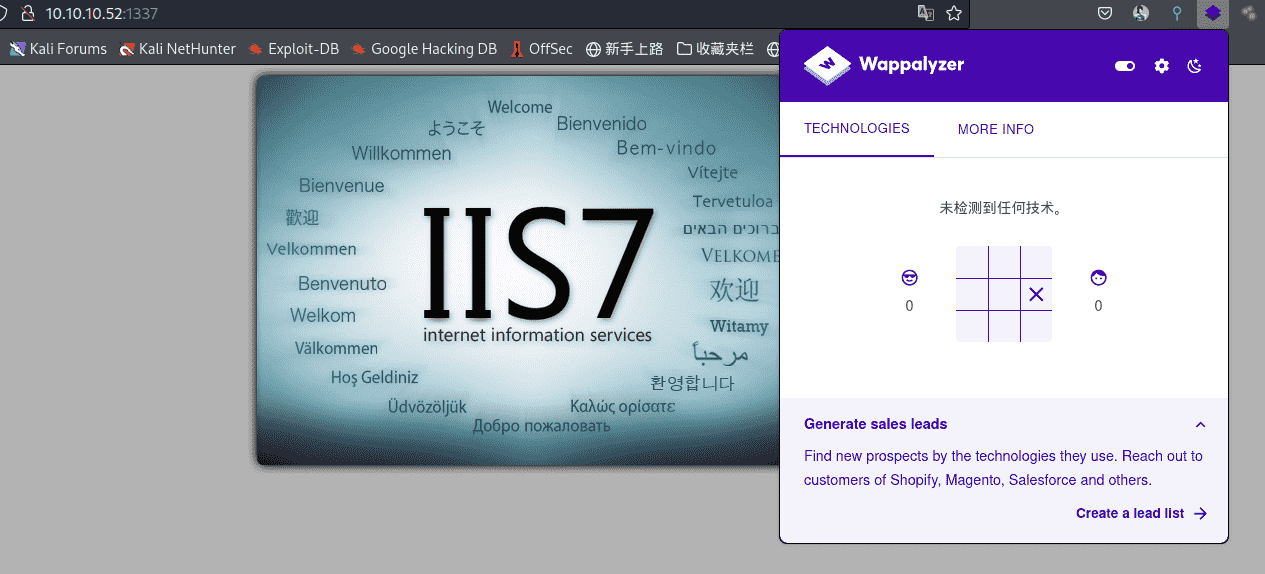 10.10.10.52:1337
Kali Forums Kali NetHunter Exploit-DB Google Hacking DB OffSec 新手上路 收藏夹栏
Wappalyzer
TECHNOLOGIES MORE INFO
未检测到任何技术。
0 0
Generate sales leads
Find new prospects by the technologies they use. Reach out to
customers of Shopify, Magento, Salesforce and others.
Create a lead list
Welcome
ようこそ
Bienvenido
Willkommen
Bem-vindo
Bienvenue
Vítejte
歡迎
Tervetuloa
Velkommen
ברוכים הבאים
VELKOME
Benvenuto
欢迎
IIS7
internet information services
Welkom
Witamy
Välkommen
مرحباً
Hoş Geldiniz
환영합니다
Üdvözöljük
Καλώς ορίσατε
Добро пожаловать